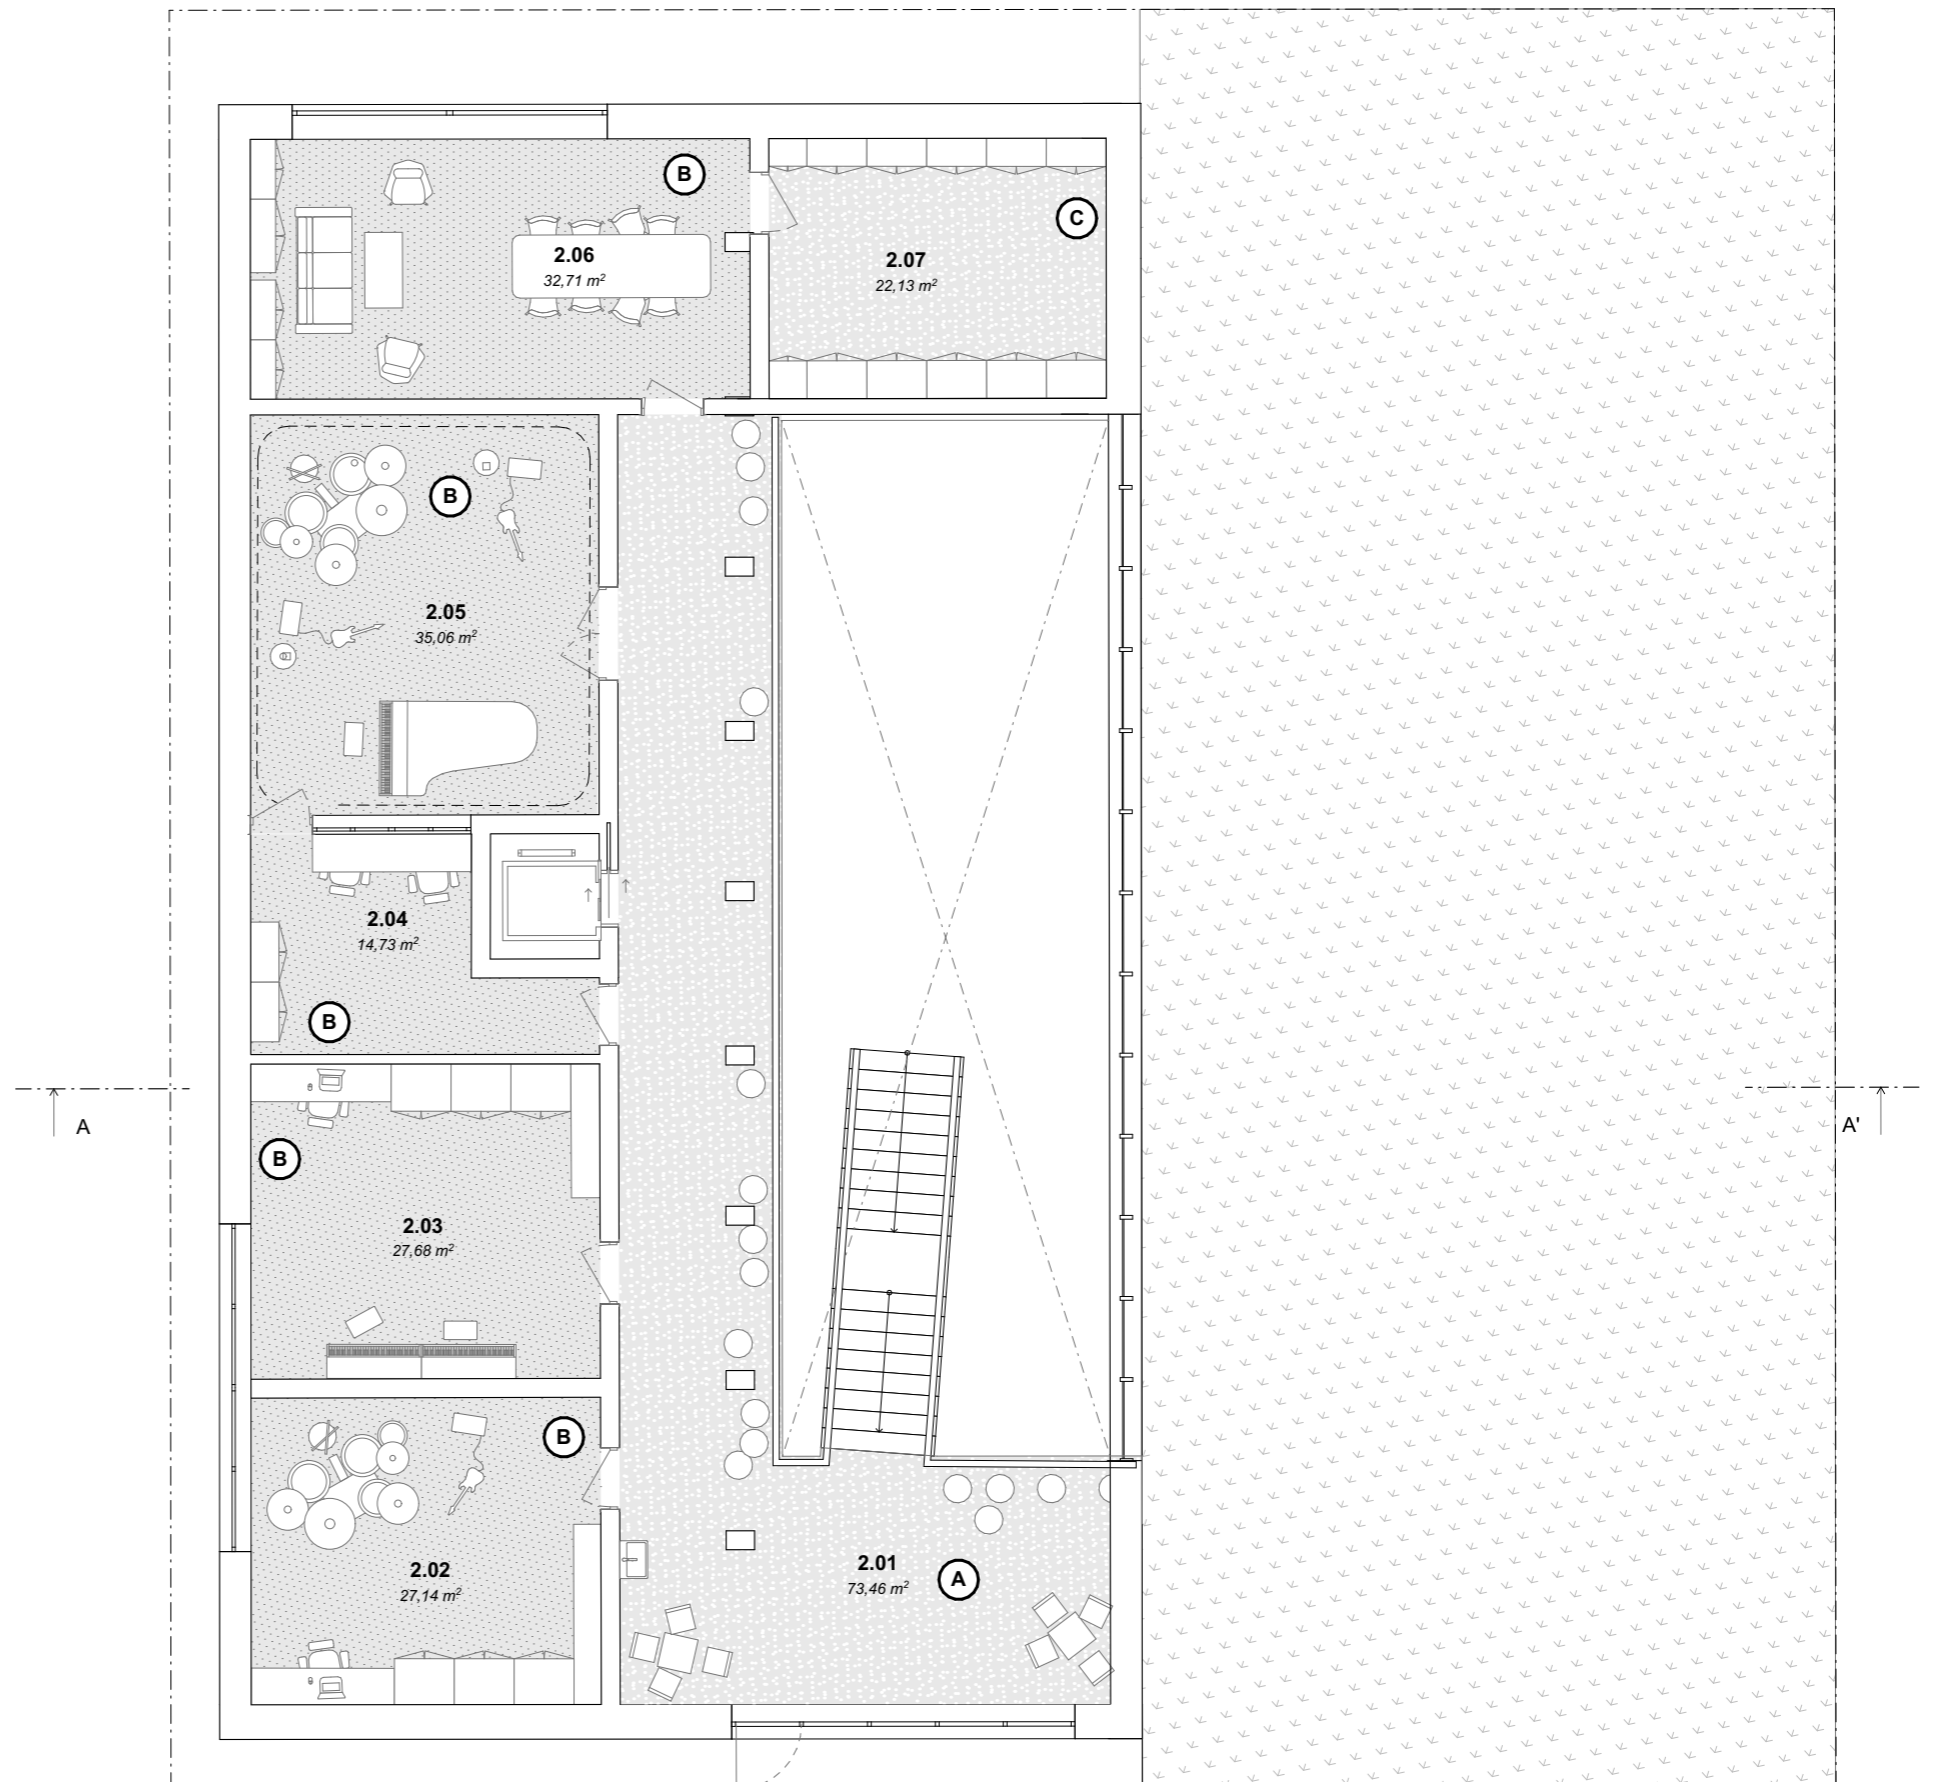 B
C
2.06
32,71 m²
2.07
22,13 m²
B
2.05
35,06 m²
2.04
14,73 m²
B
A
A'
B
2.03
27,68 m²
B
2.02
27,14 m²
2.01
73,46 m²
A